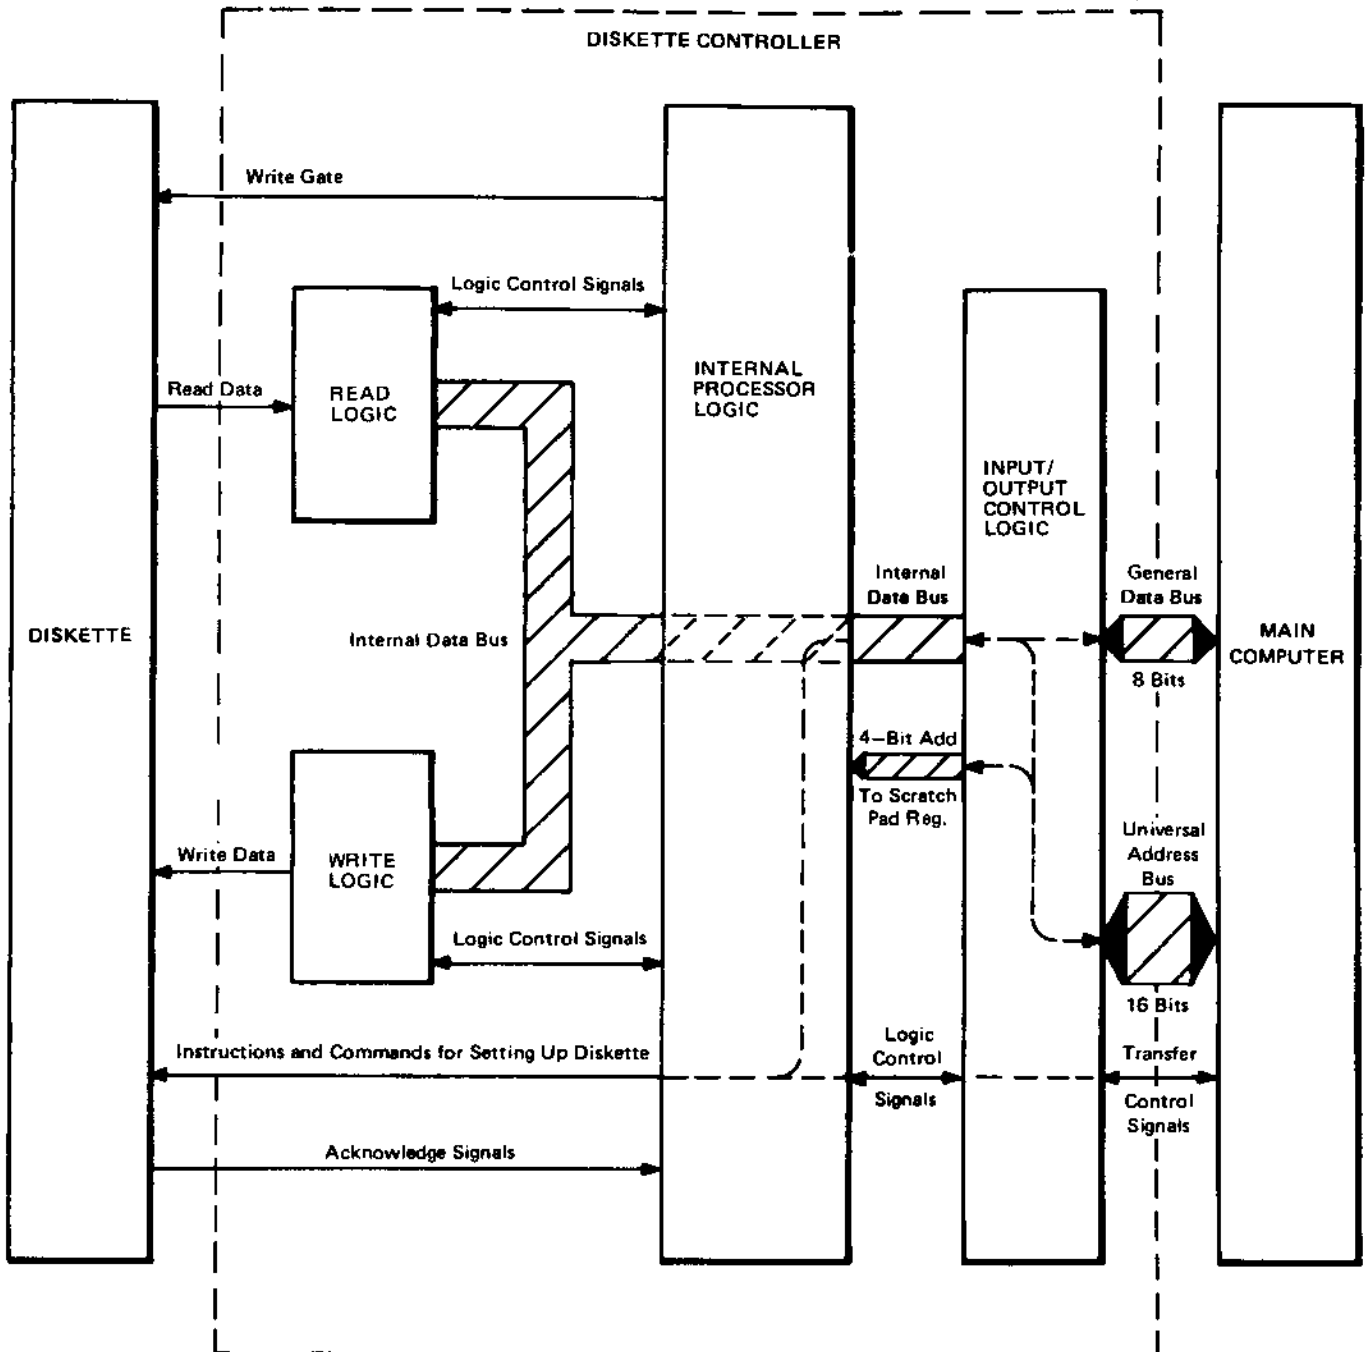 DISKETTE CONTROLLER
Write Gate
Logic Control Signals
INTERNAL
PROCESSOR
LOGIC
Read Data
READ
LOGIC
INPUT/
OUTPUT
CONTROL
LOGIC
Internal
Data Bus
General
Data Bus
DISKETTE
Internal Data Bus
MAIN
COMPUTER
8 Bits
4-Bit Add
To Scratch
Pad Reg.
Universal
Address
Bus
Write Data
WRITE
LOGIC
Logic Control Signals
16 Bits
Instructions and Commands for Setting Up Diskette
Logic
Control
Signals
Transfer
Control
Signals
Acknowledge Signals